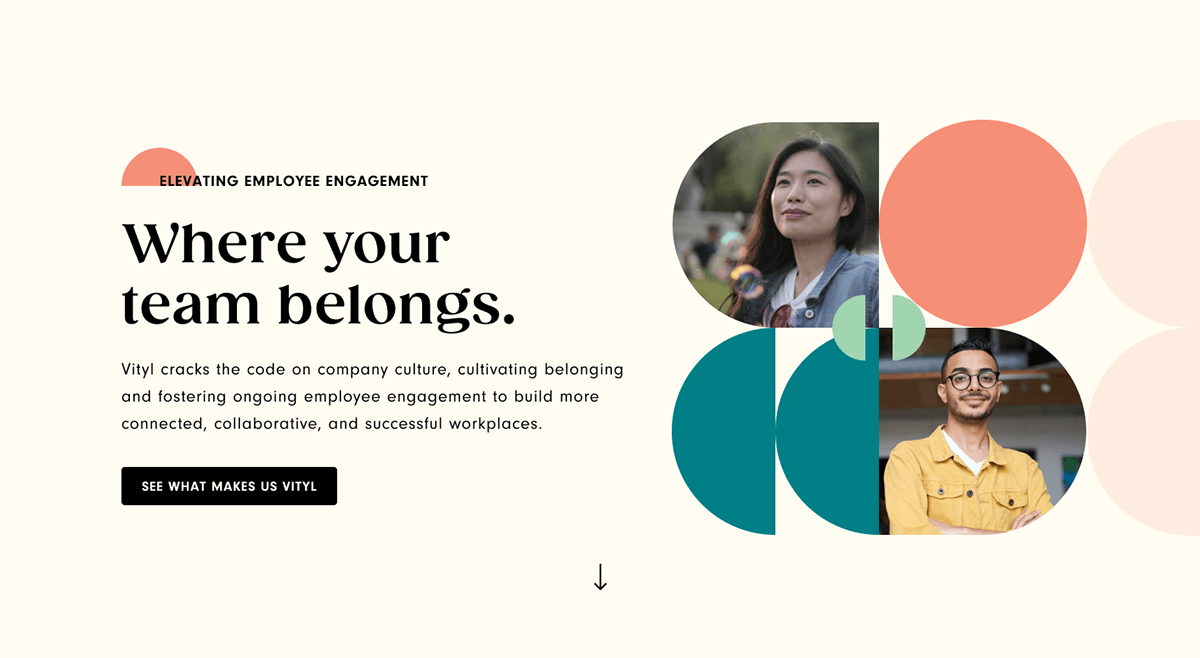 ELEVATING EMPLOYEE ENGAGEMENT
Where your
team belongs.
Vityl cracks the code on company culture, cultivating belonging
and fostering ongoing employee engagement to build more
connected, collaborative, and successful workplaces.
SEE WHAT MAKES US VITYL